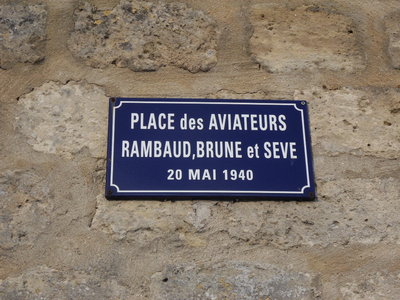 PLACE des AVIATEURS
RAMBAUD,BRUNE et SEVE
20 MAI 1940